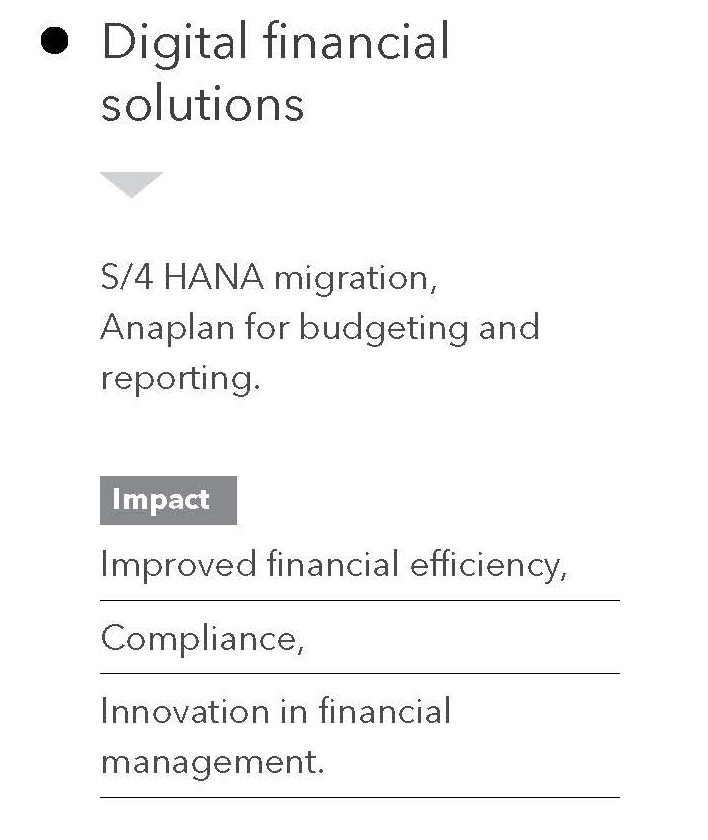 Digital financial
solutions
S/4 HANA migration,
Anaplan for budgeting and
reporting.
Impact
Improved financial efficiency,
Compliance,
Innovation in financial
management.